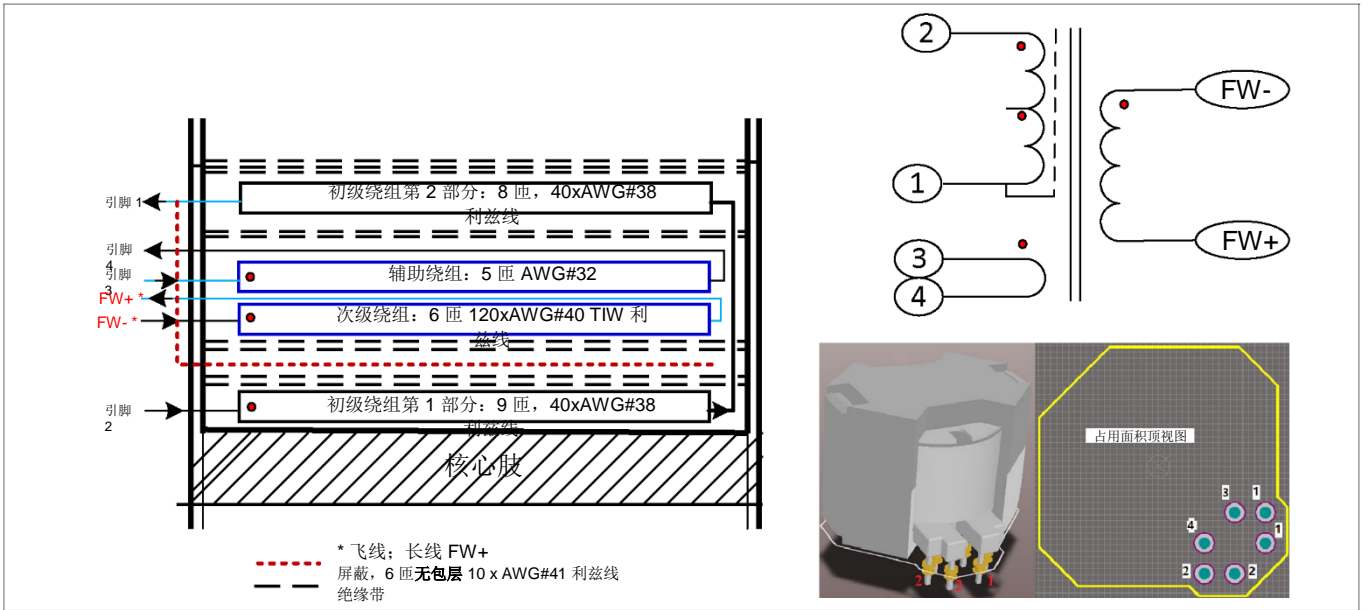 初级绕组第 2 部分：8 匝，40xAWG#38
利兹线
引脚 1
引脚
4
引脚
3
辅助绕组：5 匝 AWG#32
FW+ *
FW- *
次级绕组：6 匝 120xAWG#40 TIW 利
兹线
引脚
2
初级绕组第 1 部分：9 匝，40xAWG#38
利兹线
核心肢
* 飞线；长线 FW+
屏蔽，6 匝无包层 10 x AWG#41 利兹线
绝缘带
2
1
3
4
FW-
FW+
2
2
1
占用面积顶视图
3
1
4
1
2
2